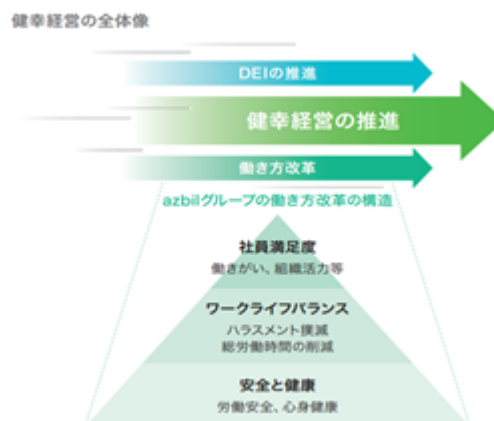 健幸経営の全体像
DEIの推進
健幸経営の推進
働き方改革
azbilグループの働き方改革の構造
社員満足度
働きがい、組織活力等
ワークライフバランス
ハラスメント撲滅
総労働時間の削減
安全と健康
労働安全、心身健康